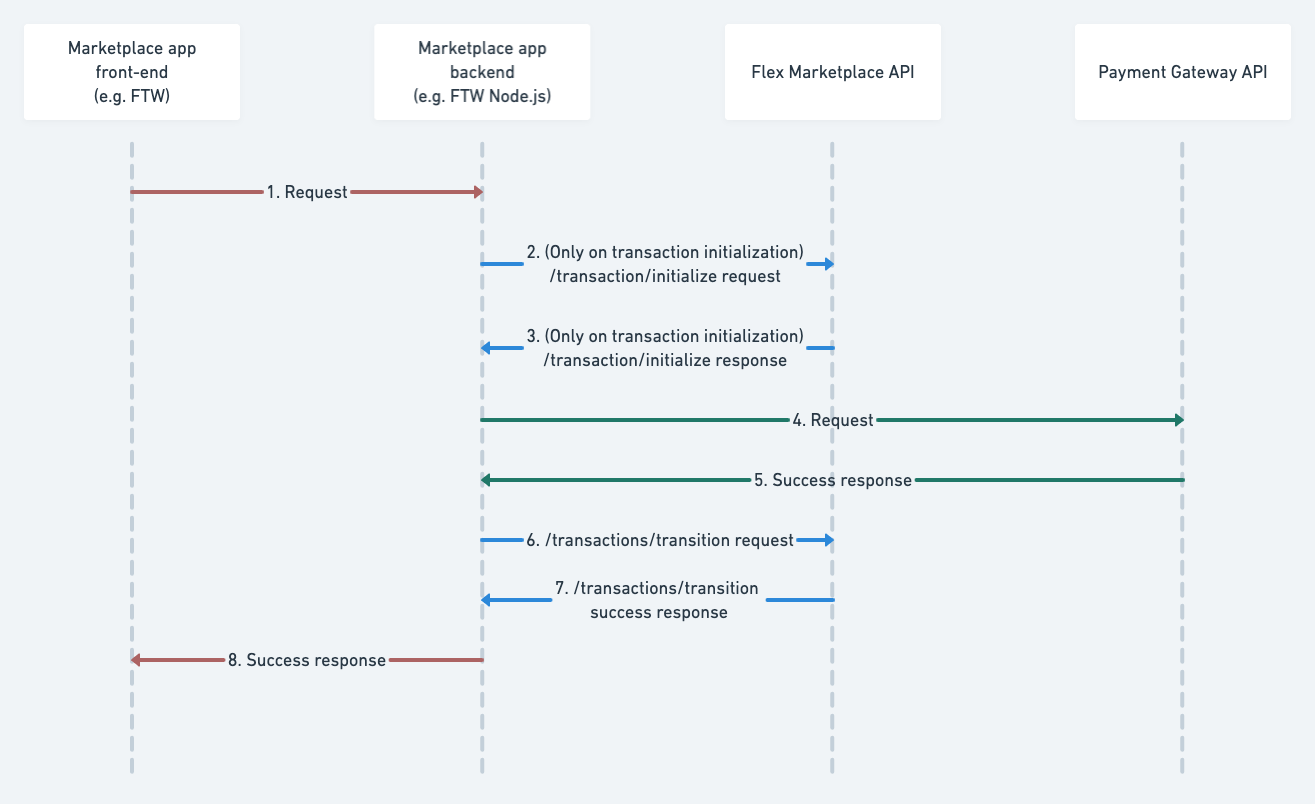 Marketplace app
front-end
(e.g. FTW)
Marketplace app
backend
(e.g. FTW Node.js)
Flex Marketplace API
Payment Gateway API
1. Request
2. (Only on transaction initialization)
/transaction/initialize request
3. (Only on transaction initialization)
/transaction/initialize response
4. Request
5. Success response
6. /transactions/transition request
7. /transactions/transition
success response
8. Success response